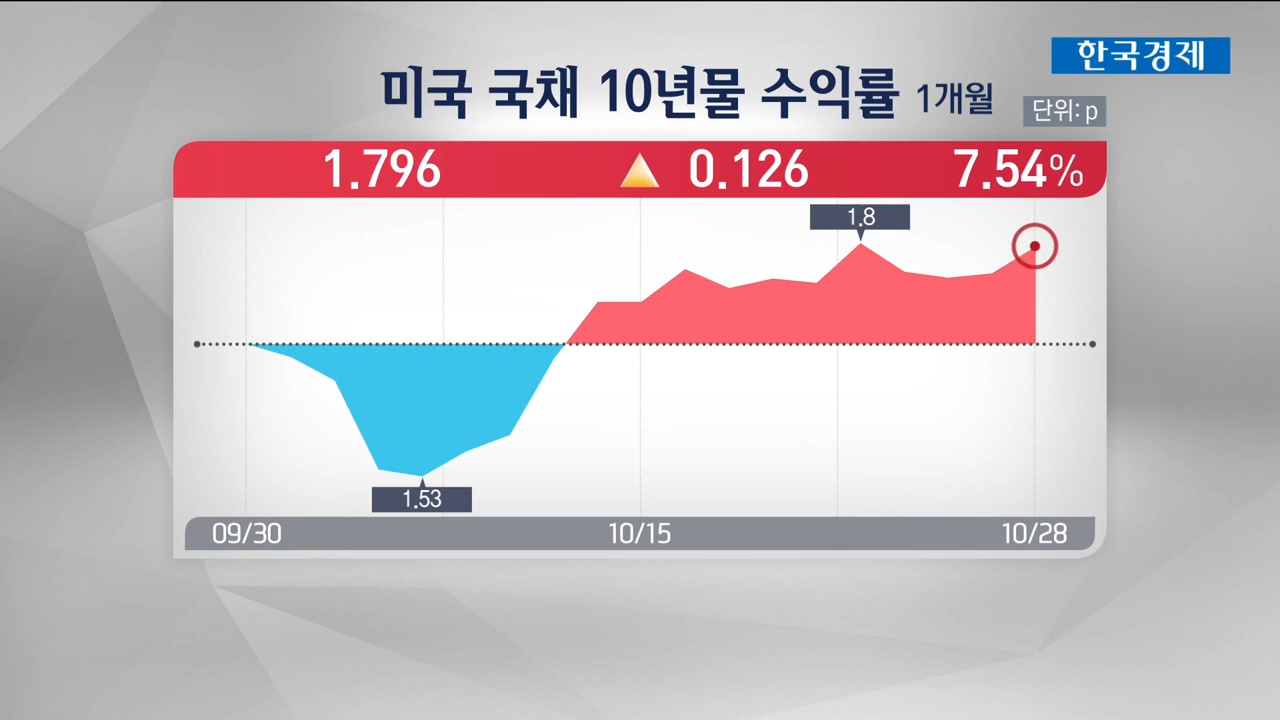 한국경제
미국 국채 10년물 수익률 1개월
단위: p
1.796 ▲ 0.126 7.54%
1.8
1.53
09/30 10/15 10/28